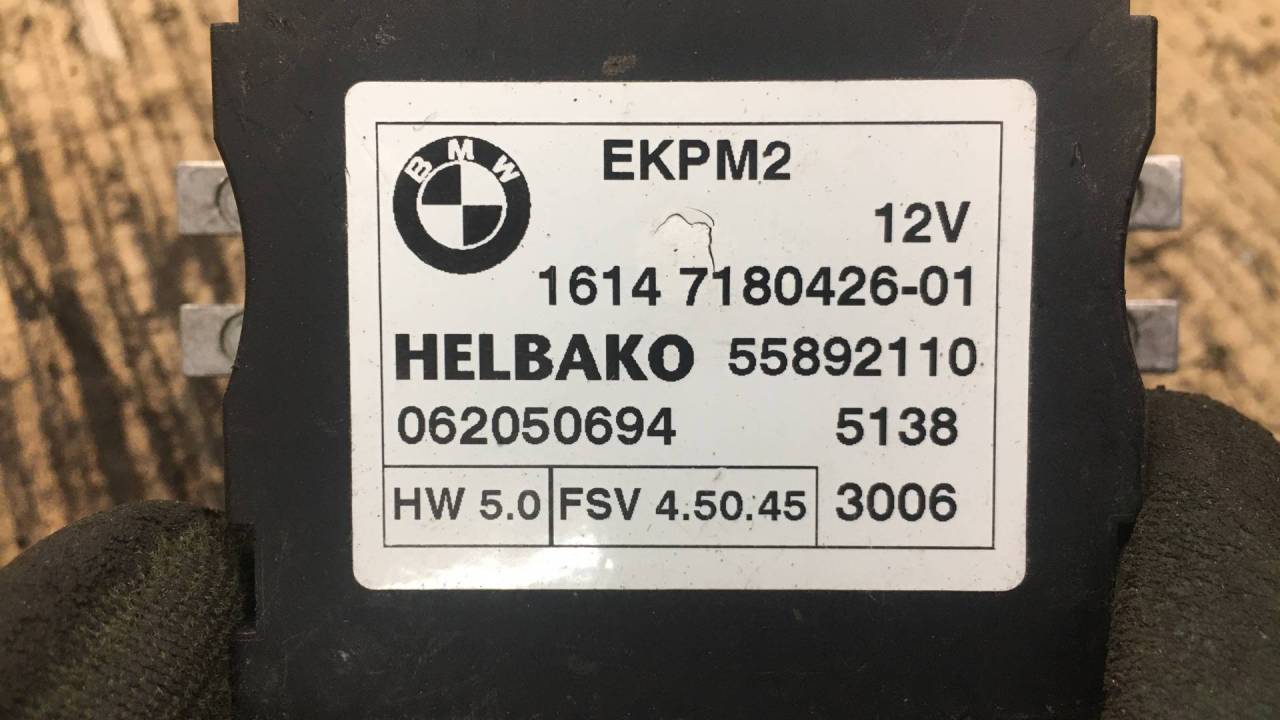 BMW
EKPM2
12V
1614 7180426-01
HELBAKO 55892110
062050694 5138
HW 5.0 FSV 4.50.45 3006